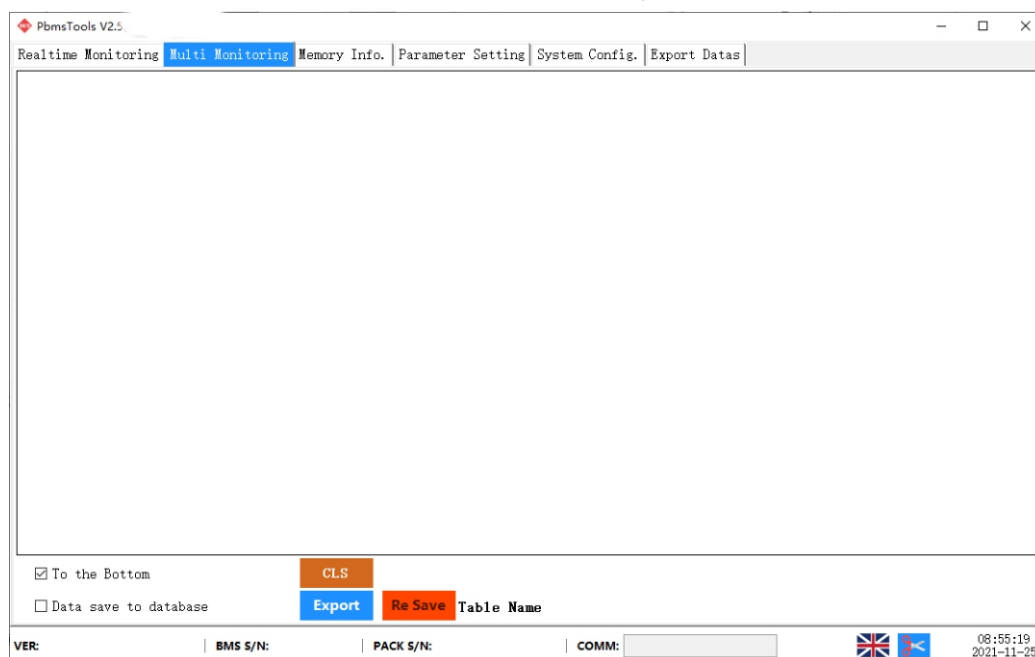 PbmsTools V2.5
Realtime Monitoring Multi Monitoring Memory Info. Parameter Setting System Config. Export Datas
To the Bottom CLS
Data save to database Export Re Save Table Name
VER: BMS S/N: PACK S/N: COMM: 08:55:19
2021-11-25